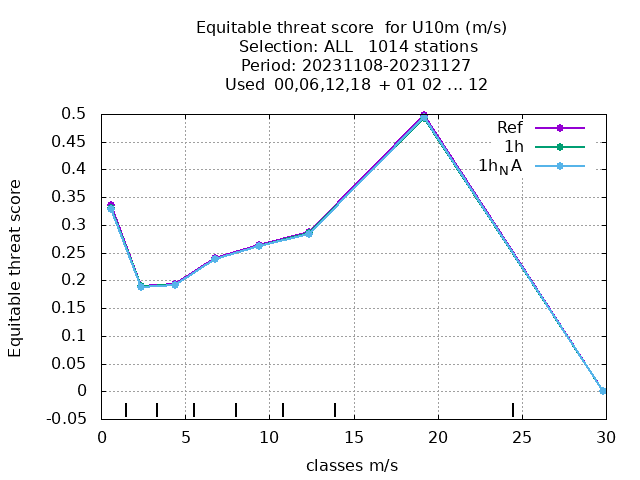 Equitable threat score  for U10m (m/s)
Selection: ALL   1014 stations
Period: 20231108-20231127
Used  00,06,12,18 + 01 02 ... 12
0.5
0.45
0.4
0.35
0.3
0.25
0.2
0.15
0.1
0.05
0
-0.05
Equitable threat score
Ref
1h
1hNA
0 5 10 15 20 25 30
classes m/s